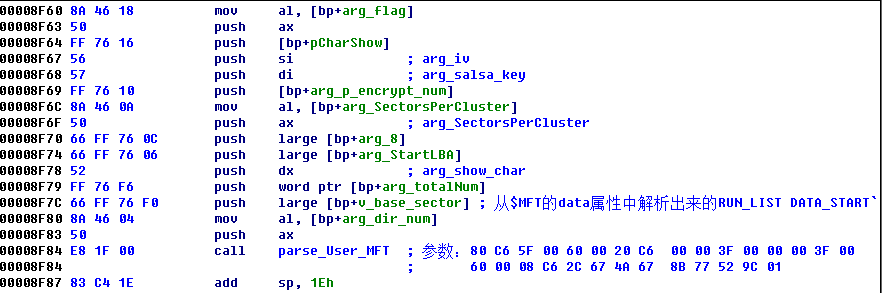 00008F60 8A 46 18 mov al, [bp+arg_flag]
00008F63 50 push ax
00008F64 FF 76 16 push [bp+pCharShow]
00008F67 56 push si ; arg_iv
00008F68 57 push di ; arg_salsa_key
00008F69 FF 76 10 push [bp+arg_p_encrypt_num]
00008F6C 8A 46 0A mov al, [bp+arg_SectorsPerCluster]
00008F6F 50 push ax ; arg_SectorsPerCluster
00008F70 66 FF 76 0C push large [bp+arg_8]
00008F74 66 FF 76 06 push large [bp+arg_StartLBA]
00008F78 52 push dx ; arg_show_char
00008F79 FF 76 F6 push word ptr [bp+arg_totalNum]
00008F7C 66 FF 76 F0 push large [bp+v_base_sector] ; 从$MFT的data属性中解析出来的RUN_LIST DATA_START`
00008F80 8A 46 04 mov al, [bp+arg_dir_num]
00008F83 50 push ax
00008F84 E8 1F 00 call parse_User_MFT ; 参数：80 C6 5F 00 60 00 20 C6 00 00 3F 00 00 00 3F 00
00008F84 ; 60 00 08 C6 2C 67 4A 67 8B 77 52 9C 01
00008F87 83 C4 1E add sp, 1Eh